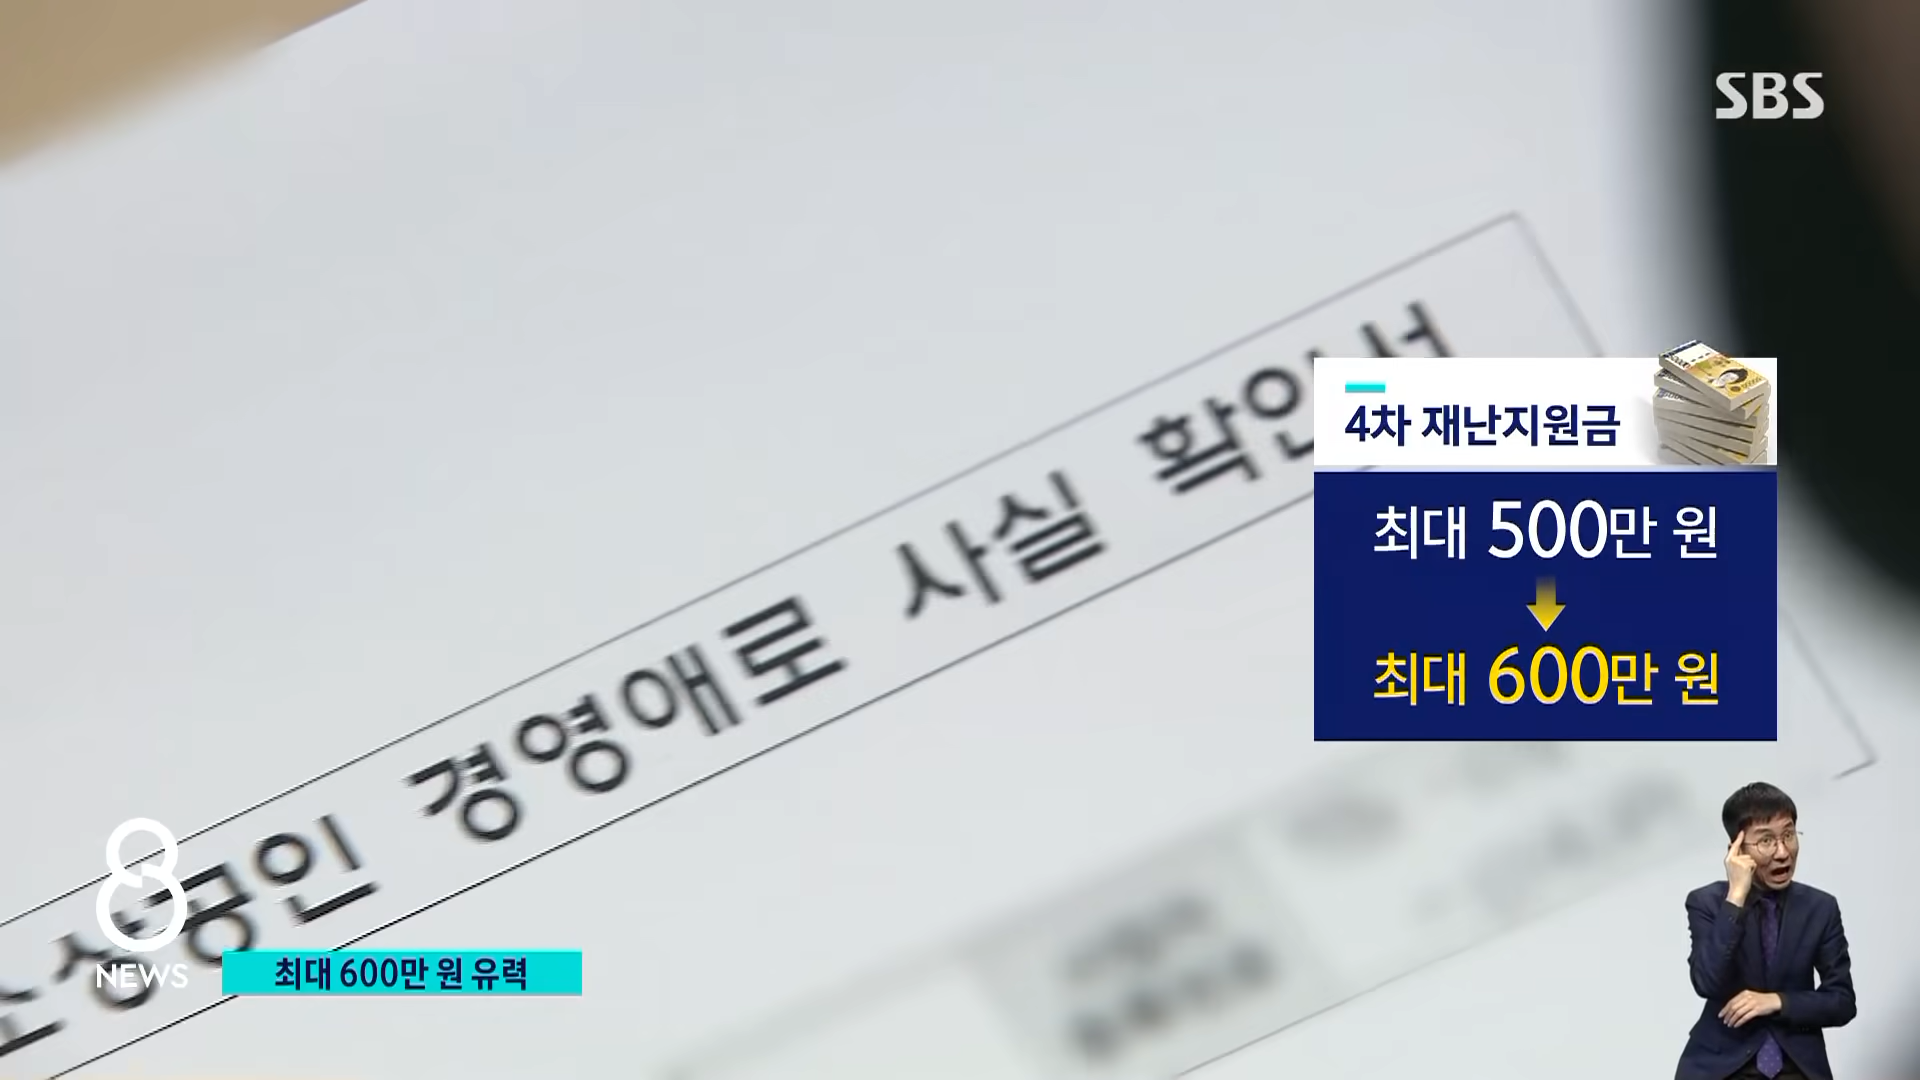 SBS
소상공인 경영애로 사실 확인서
4차 재난지원금
최대 500만 원
최대 600만 원
8
NEWS
최대 600만 원 유력